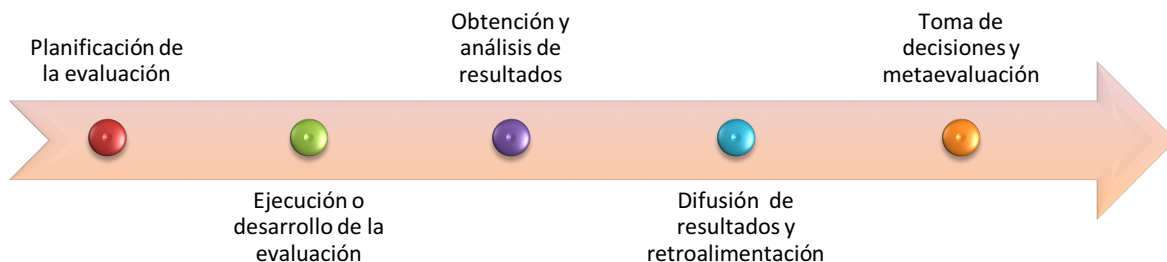 Planificación de
la evaluación
Ejecución o
desarrollo de la
evaluación
Obtención y
análisis de
resultados
Difusión de
resultados y
retroalimentación
Toma de
decisiones y
metaevaluación